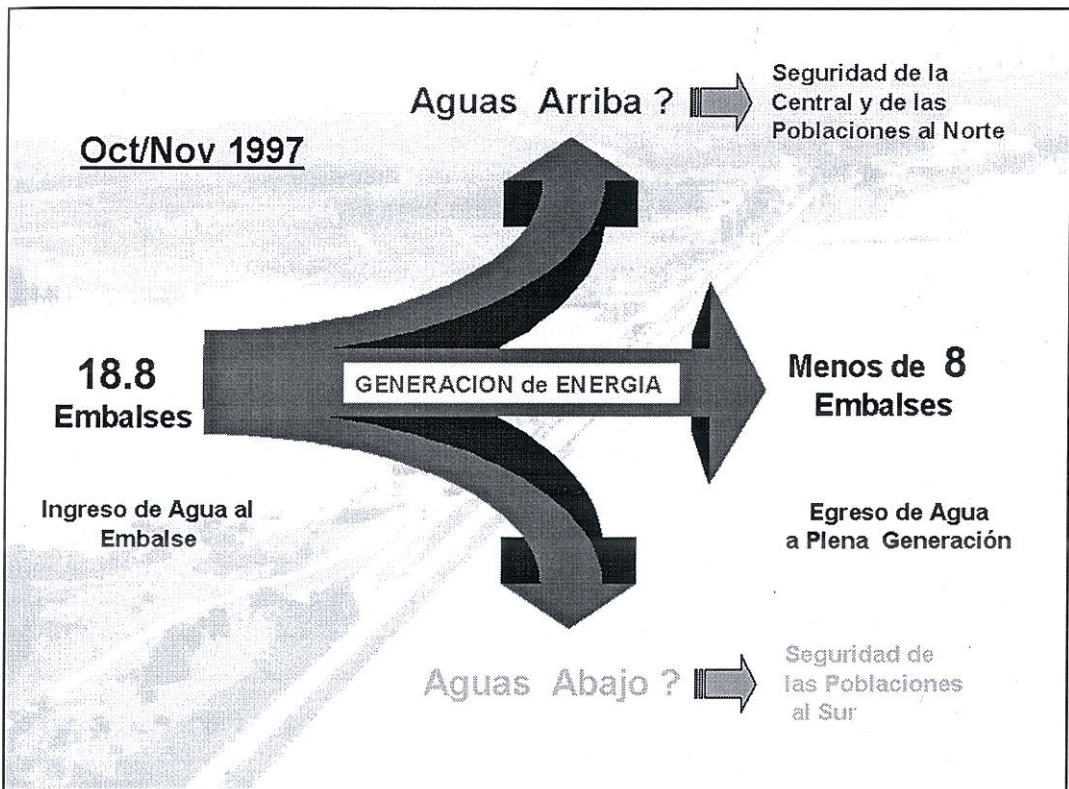 Aguas Arriba ?
Seguridad de la
Central y de las
Poblaciones al Norte
Oct/Nov 1997
18.8
Embalses
GENERACION de ENERGIA
Menos de 8
Embalses
Ingreso de Agua al
Embalse
Egreso de Agua
a Plena Generación
Aguas Abajo ?
Seguridad de
las Poblaciones
al Sur